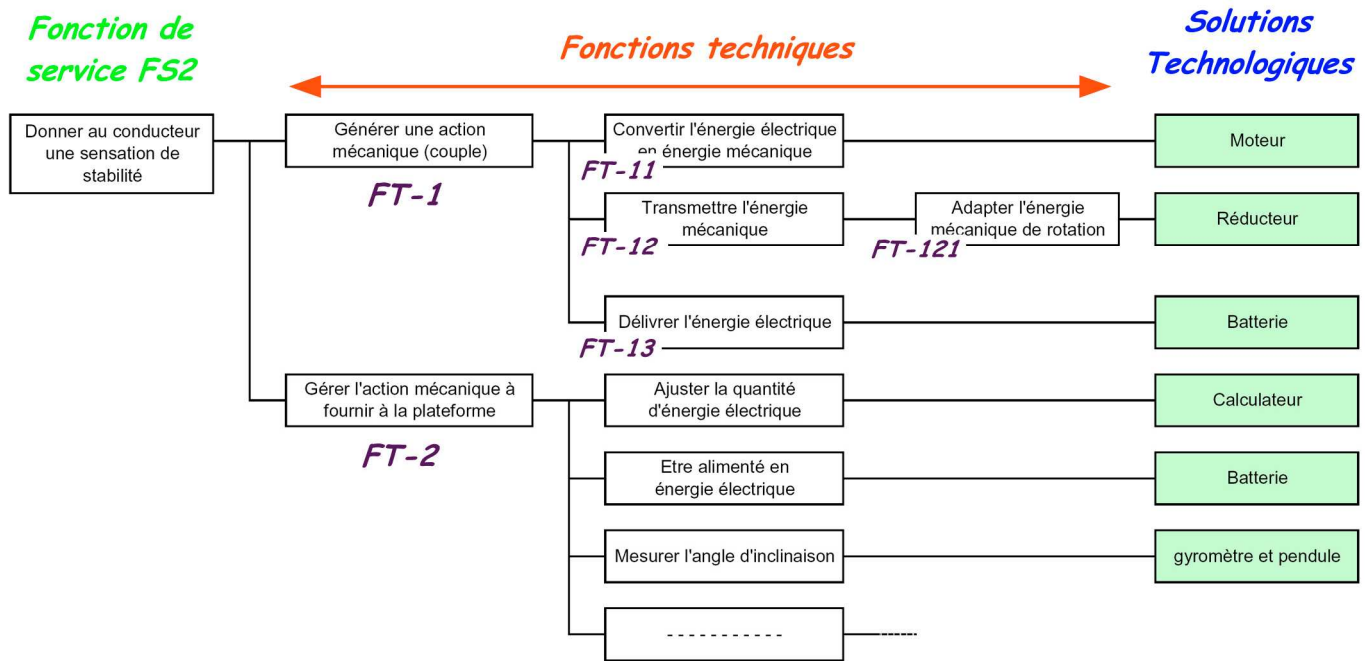 Fonction de
service FS2
Fonctions techniques
Solutions
Technologiques
Donner au conducteur
une sensation de
stabilité
Générer une action
mécanique (couple)
FT-1
Convertir l'énergie électrique
en énergie mécanique
FT-11
Moteur
Transmettre l'énergie
mécanique
FT-12
Adapter l'énergie
mécanique de rotation
FT-121
Réducteur
Délivrer l'énergie électrique
FT-13
Batterie
Gérer l'action mécanique à
fournir à la plateforme
FT-2
Ajuster la quantité
d'énergie électrique
Calculateur
Etre alimenté en
énergie électrique
Batterie
Mesurer l'angle d'inclinaison
gyromètre et pendule
- - - - - - - - - - -